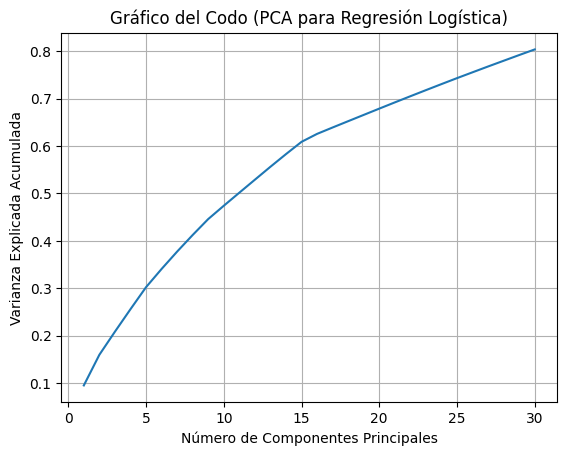 Gráfico del Codo (PCA para Regresión Logística)
Varianza Explicada Acumulada
0.8
0.7
0.6
0.5
0.4
0.3
0.2
0.1
0 5 10 15 20 25 30
Número de Componentes Principales